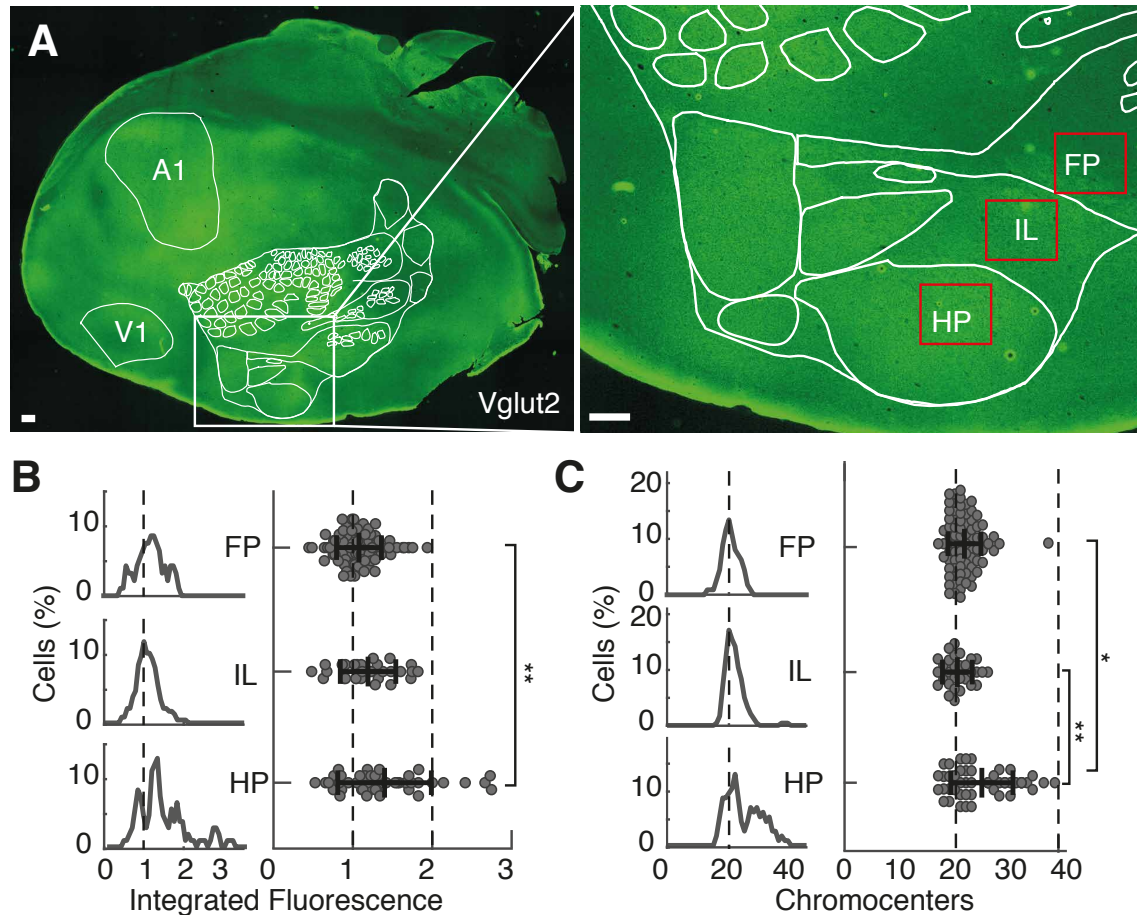 A
A1
V1
Vglut2
FP
IL
HP
B
Cells (%)
10
0
FP
10
0
IL
10
0
HP
**
0 1 2 3
0 1 2 3
Integrated Fluorescence
C
Cells (%)
20
10
0
FP
20
10
0
IL
20
10
0
HP
*
**
0 20 40
0 10 20 30 40
Chromocenters